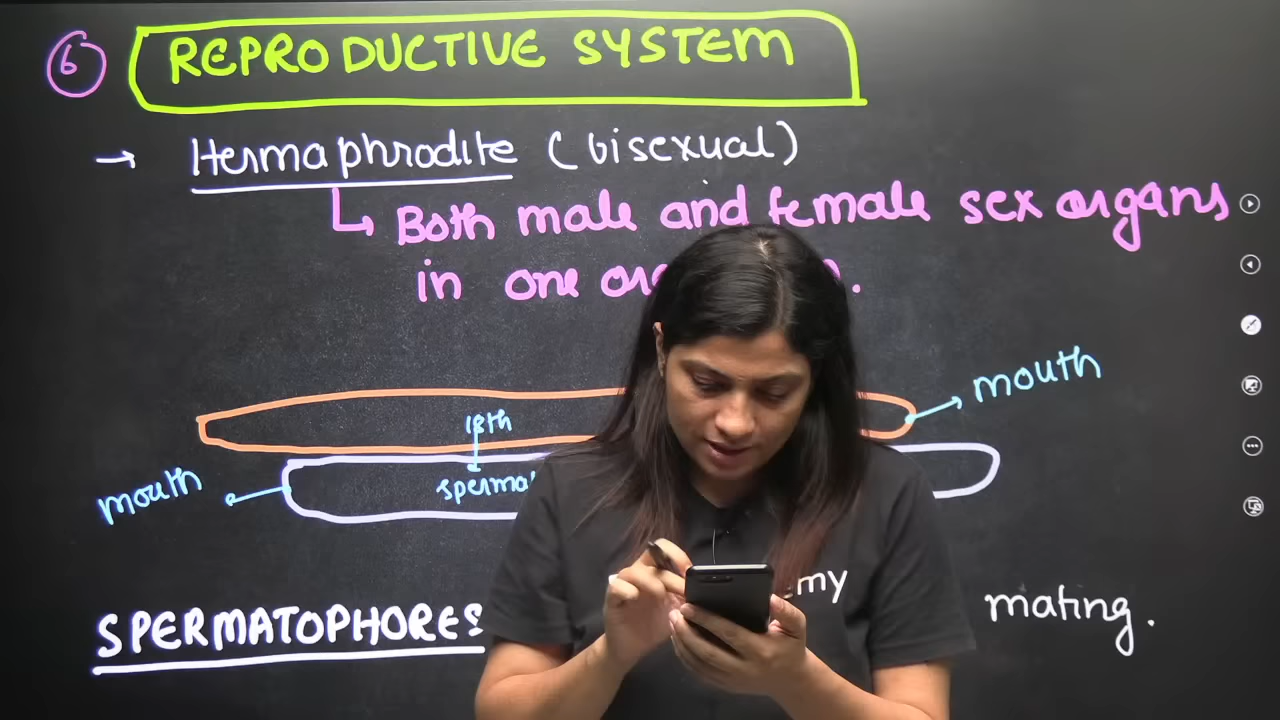 6 REPRODUCTIVE SYSTEM
→ Hermaphrodite (bisexual)
↳ Both male and female sex organs
in one
mouth
18th
mouth
SPERMATOPHORES
my
mating.